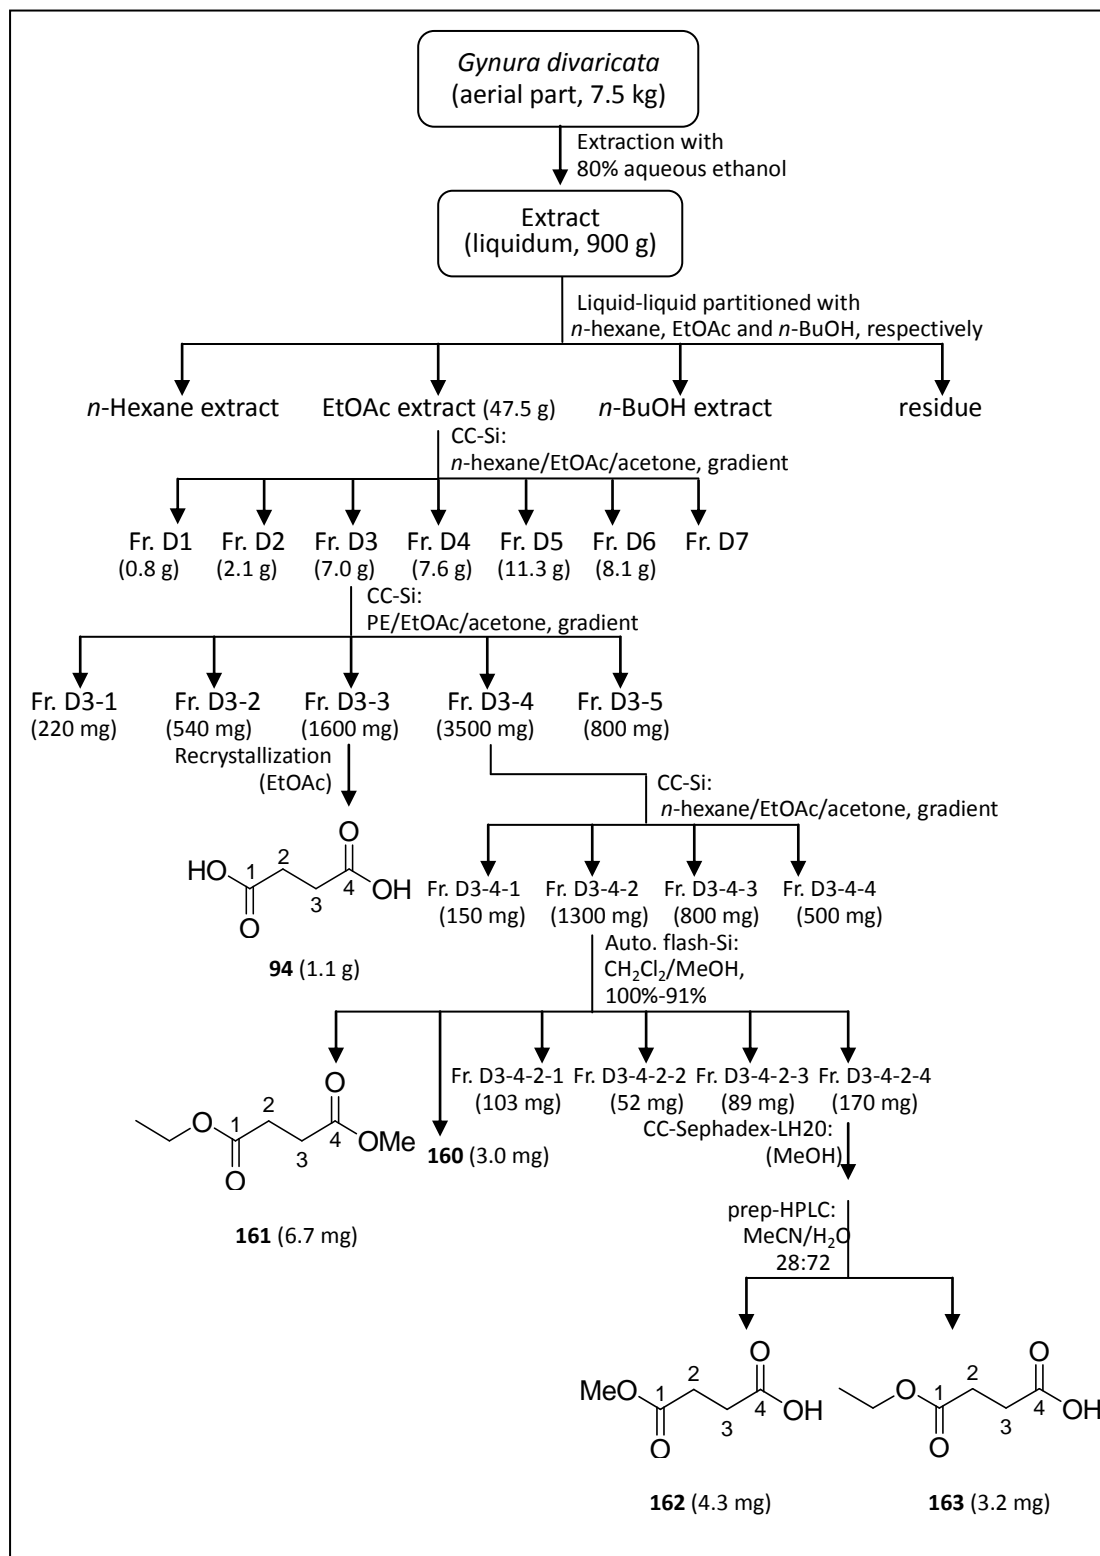 Gynura divaricata
(aerial part, 7.5 kg)
Extraction with
80% aqueous ethanol
Extract
(liquidum, 900 g)
Liquid-liquid partitioned with
n-hexane, EtOAc and n-BuOH, respectively
n-Hexane extract EtOAc extract (47.5 g) n-BuOH extract residue
CC-Si:
n-hexane/EtOAc/acetone, gradient
Fr. D1 Fr. D2 Fr. D3 Fr. D4 Fr. D5 Fr. D6 Fr. D7
(0.8 g) (2.1 g) (7.0 g) (7.6 g) (11.3 g) (8.1 g)
CC-Si:
PE/EtOAc/acetone, gradient
Fr. D3-1 Fr. D3-2 Fr. D3-3 Fr. D3-4 Fr. D3-5
(220 mg) (540 mg) (1600 mg) (3500 mg) (800 mg)
Recrystallization
(EtOAc)
CC-Si:
n-hexane/EtOAc/acetone, gradient
O
HO 1 2 3 4 OH
O
94 (1.1 g)
Fr. D3-4-1 Fr. D3-4-2 Fr. D3-4-3 Fr. D3-4-4
(150 mg) (1300 mg) (800 mg) (500 mg)
Auto. flash-Si:
CH2Cl2/MeOH,
100%-91%
Fr. D3-4-2-1 Fr. D3-4-2-2 Fr. D3-4-2-3 Fr. D3-4-2-4
(103 mg) (52 mg) (89 mg) (170 mg)
O
O 1 2 3 4 OMe
O
161 (6.7 mg)
160 (3.0 mg)
CC-Sephadex-LH20:
(MeOH)
prep-HPLC:
MeCN/H2O
28:72
O
MeO 1 2 3 4 OH
O
162 (4.3 mg)
O
O 1 2 3 4 OH
O
163 (3.2 mg)